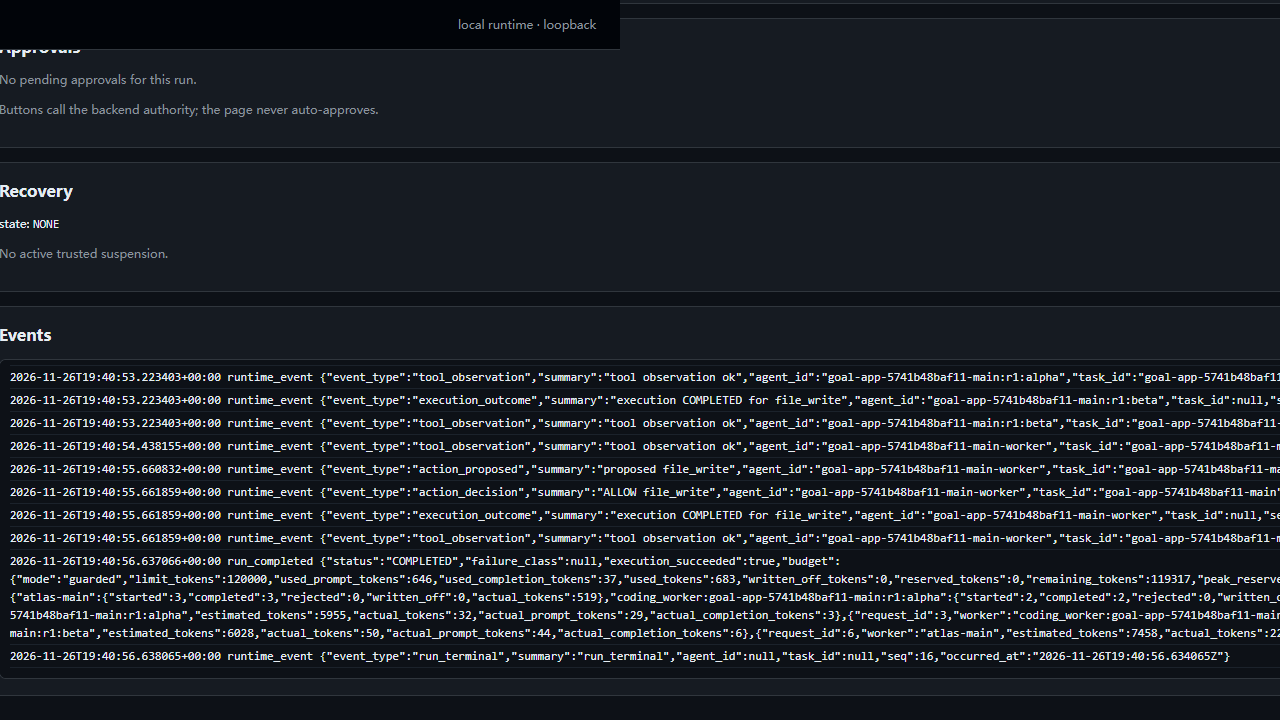 local runtime · loopback
Approvals
No pending approvals for this run.
Buttons call the backend authority; the page never auto-approves.
Recovery
state: NONE
No active trusted suspension.
Events
2026-11-26T19:40:53.223403+00:00 runtime_event {"event_type":"tool_observation","summary":"tool observation ok","agent_id":"goal-app-5741b48baf11-main:r1:alpha","task_id":"goal-app-5741b48baf11
2026-11-26T19:40:53.223403+00:00 runtime_event {"event_type":"execution_outcome","summary":"execution COMPLETED for file_write","agent_id":"goal-app-5741b48baf11-main:r1:beta","task_id":null,"s
2026-11-26T19:40:53.223403+00:00 runtime_event {"event_type":"tool_observation","summary":"tool observation ok","agent_id":"goal-app-5741b48baf11-main:r1:beta","task_id":"goal-app-5741b48baf11-
2026-11-26T19:40:54.438155+00:00 runtime_event {"event_type":"tool_observation","summary":"tool observation ok","agent_id":"goal-app-5741b48baf11-main-worker","task_id":"goal-app-5741b48baf11-m
2026-11-26T19:40:55.660832+00:00 runtime_event {"event_type":"action_proposed","summary":"proposed file_write","agent_id":"goal-app-5741b48baf11-main-worker","task_id":"goal-app-5741b48baf11-ma
2026-11-26T19:40:55.661859+00:00 runtime_event {"event_type":"action_decision","summary":"ALLOW file_write","agent_id":"goal-app-5741b48baf11-main-worker","task_id":"goal-app-5741b48baf11-main"
2026-11-26T19:40:55.661859+00:00 runtime_event {"event_type":"execution_outcome","summary":"execution COMPLETED for file_write","agent_id":"goal-app-5741b48baf11-main-worker","task_id":null,"se
2026-11-26T19:40:55.661859+00:00 runtime_event {"event_type":"tool_observation","summary":"tool observation ok","agent_id":"goal-app-5741b48baf11-main-worker","task_id":"goal-app-5741b48baf11-m
2026-11-26T19:40:56.637066+00:00 run_completed {"status":"COMPLETED","failure_class":null,"execution_succeeded":true,"budget":
{"mode":"guarded","limit_tokens":120000,"used_prompt_tokens":646,"used_completion_tokens":37,"used_tokens":683,"written_off_tokens":0,"reserved_tokens":0,"remaining_tokens":119317,"peak_reserve
{"atlas-main":{"started":3,"completed":3,"rejected":0,"written_off":0,"actual_tokens":519},"coding_worker:goal-app-5741b48baf11-main:r1:alpha":{"started":2,"completed":2,"rejected":0,"written_o
5741b48baf11-main:r1:alpha","estimated_tokens":5955,"actual_tokens":32,"actual_prompt_tokens":29,"actual_completion_tokens":3},{"request_id":3,"worker":"coding_worker:goal-app-5741b48baf11-main
main:r1:beta","estimated_tokens":6028,"actual_tokens":50,"actual_prompt_tokens":44,"actual_completion_tokens":6},{"request_id":6,"worker":"atlas-main","estimated_tokens":7458,"actual_tokens":22
2026-11-26T19:40:56.638065+00:00 runtime_event {"event_type":"run_terminal","summary":"run_terminal","agent_id":null,"task_id":null,"seq":16,"occurred_at":"2026-11-26T19:40:56.634065Z"}